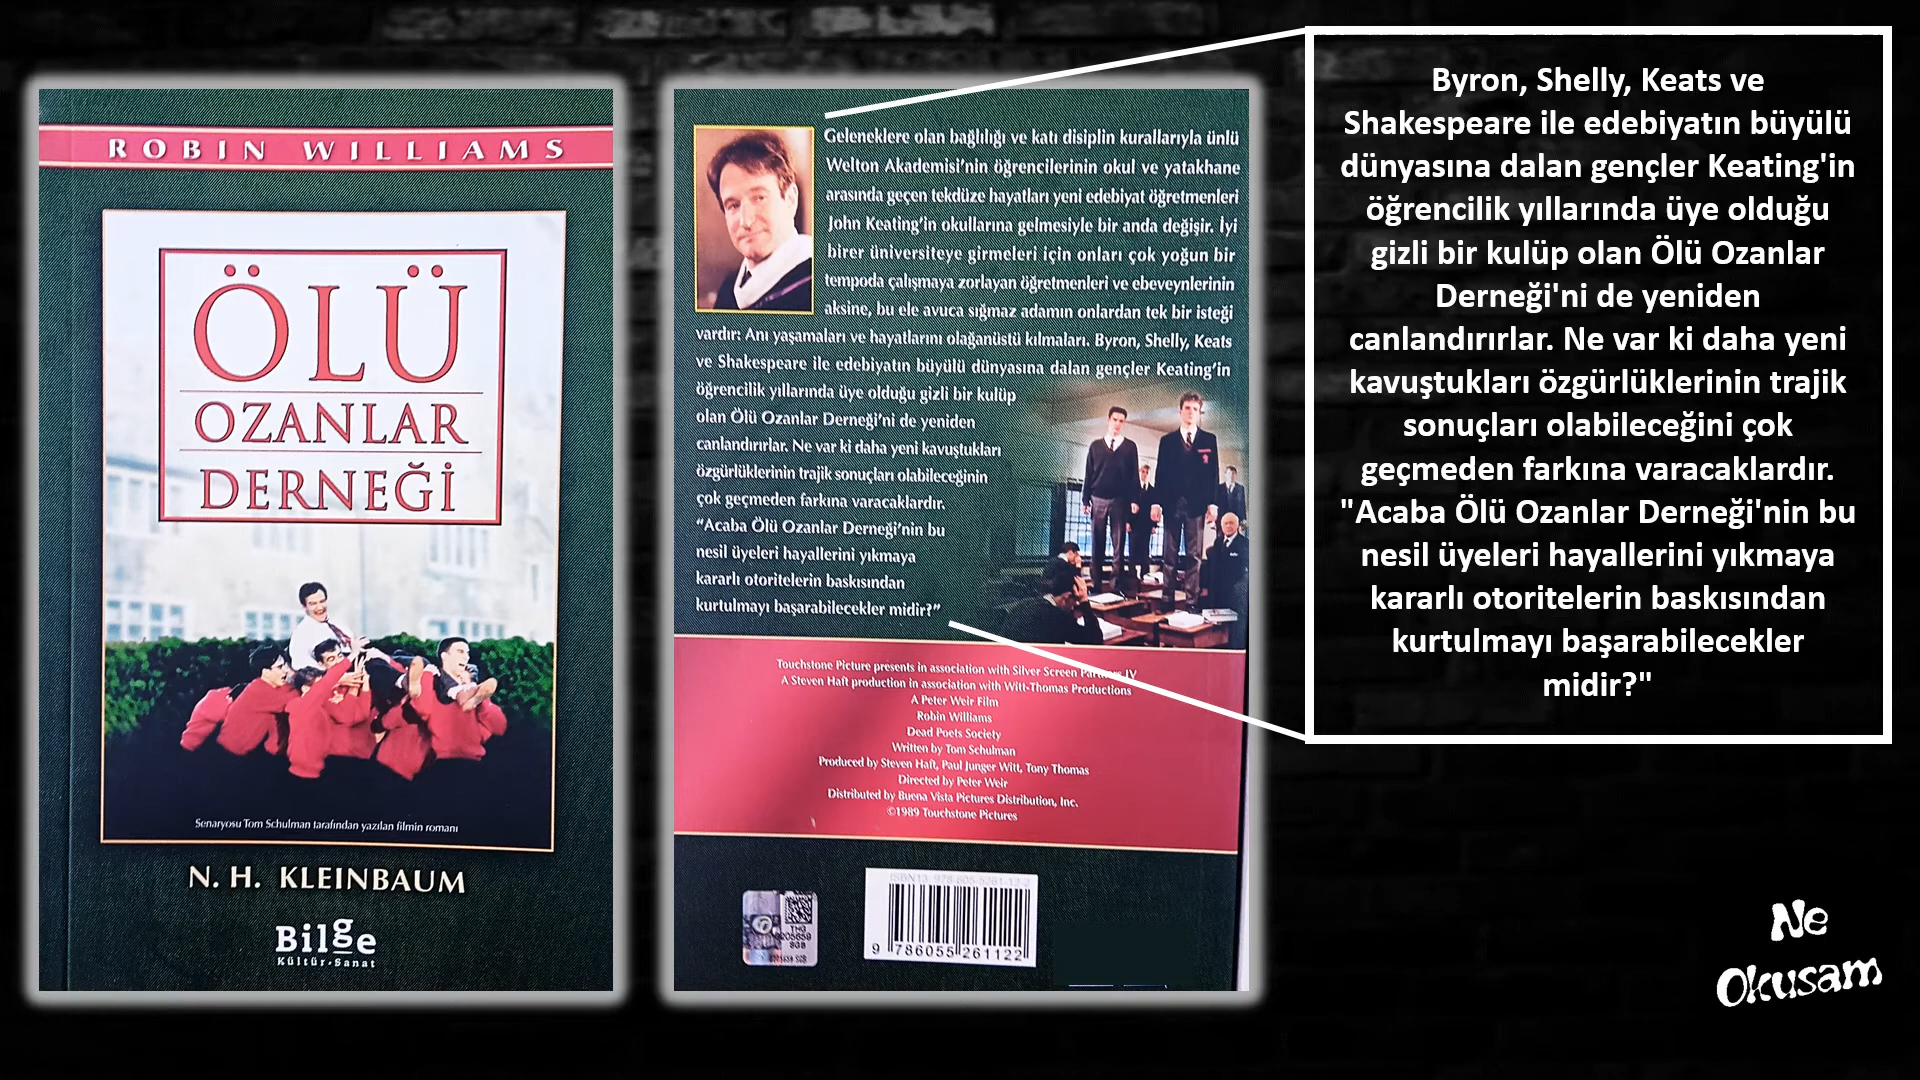 ROBIN WILLIAMS
ÖLÜ
OZANLAR
DERNEĞİ
Senaryosu Tom Schulman tarafından yazılan filmin romanı
N. H. KLEINBAUM
Bilge
Kültür•Sanat
Geleneklere olan bağlılığı ve katı disiplin kurallarıyla ünlü
Welton Akademisi'nin öğrencilerinin okul ve yatakhane
arasında geçen tekdüze hayatları yeni edebiyat öğretmenleri
John Keating'in okullarına gelmesiyle bir anda değişir. İyi
birer üniversiteye girmeleri için onları çok yoğun bir
tempoda çalışmaya zorlayan öğretmenleri ve ebeveynlerinin
aksine, bu ele avuca sığmaz adamın onlardan tek bir isteği
vardır: Anı yaşamaları ve hayatlarını olağanüstü kılmaları. Byron, Shelly, Keats
ve Shakespeare ile edebiyatın büyülü dünyasına dalan gençler Keating'in
öğrencilik yıllarında üye olduğu gizli bir kulüp
olan Ölü Ozanlar Derneği'ni de yeniden
canlandırırlar. Ne var ki daha yeni kavuştukları
özgürlüklerinin trajik sonuçları olabileceğinin
çok geçmeden farkına varacaklardır.
"Acaba Ölü Ozanlar Derneği'nin bu
nesil üyeleri hayallerini yıkmaya
kararlı otoritelerin baskısından
kurtulmayı başarabilecekler midir?"
Touchstone Picture presents in association with Silver Screen Partners IV
A Steven Haft production in association with Witt-Thomas Productions
A Peter Weir Film
Robin Williams
Dead Poets Society
Written by Tom Schulman
Produced by Steven Haft, Paul Junger Witt, Tony Thomas
Directed by Peter Weir
Distributed by Buena Vista Pictures Distribution, Inc.
©1989 Touchstone Pictures
9 786055 261122
Byron, Shelly, Keats ve
Shakespeare ile edebiyatın büyülü
dünyasına dalan gençler Keating'in
öğrencilik yıllarında üye olduğu
gizli bir kulüp olan Ölü Ozanlar
Derneği'ni de yeniden
canlandırırlar. Ne var ki daha yeni
kavuştukları özgürlüklerinin trajik
sonuçları olabileceğini çok
geçmeden farkına varacaklardır.
"Acaba Ölü Ozanlar Derneği'nin bu
nesil üyeleri hayallerini yıkmaya
kararlı otoritelerin baskısından
kurtulmayı başarabilecekler
midir?"
Ne
Okusam